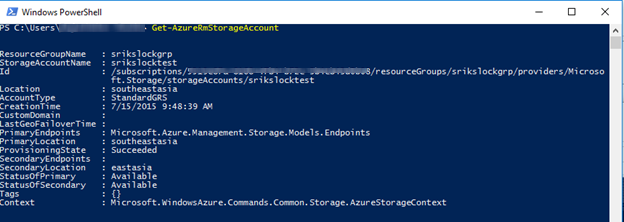 Windows PowerShell
PS C:\Users\ Get-AzureRmStorageAccount
ResourceGroupName : srikslockgrp
StorageAccountName : srikslocktest
Id : /subscriptions/ /resourceGroups/srikslockgrp/providers/Microso
ft.Storage/storageAccounts/srikslocktest
Location : southeastasia
AccountType : StandardGRS
CreationTime : 7/15/2015 9:48:39 AM
CustomDomain :
LastGeoFailoverTime :
PrimaryEndpoints : Microsoft.Azure.Management.Storage.Models.Endpoints
PrimaryLocation : southeastasia
ProvisioningState : Succeeded
SecondaryEndpoints :
SecondaryLocation : eastasia
StatusOfPrimary : Available
StatusOfSecondary : Available
Tags : {}
Context : Microsoft.WindowsAzure.Commands.Common.Storage.AzureStorageContext